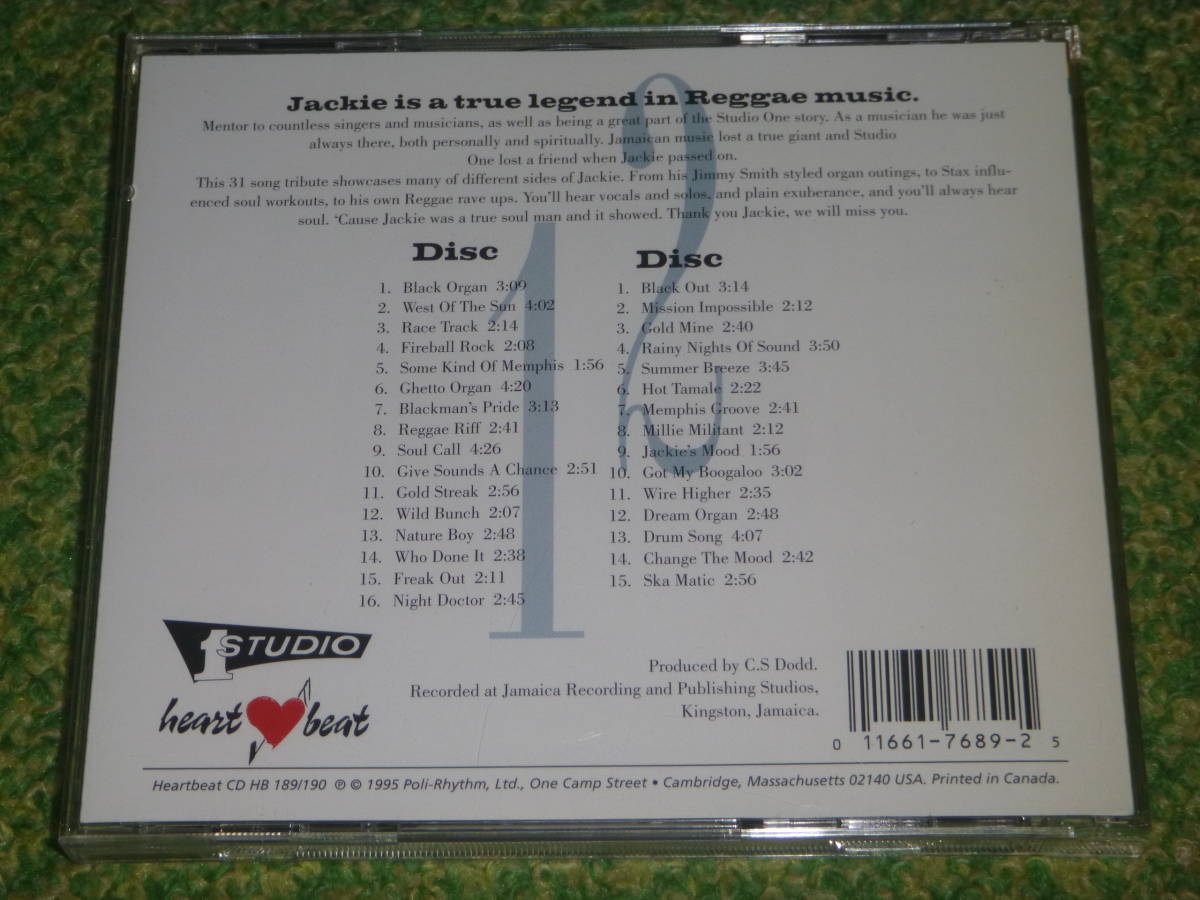 Jackie is a true legend in Reggae music.
Mentor to countless singers and musicians, as well as being a great part of the Studio One story. As a musician he was just
always there, both personally and spiritually. Jamaican music lost a true giant and Studio
One lost a friend when Jackie passed on.
This 31 song tribute showcases many of different sides of Jackie. From his Jimmy Smith styled organ outings, to Stax influ-
enced soul workouts, to his own Reggae rave ups. You'll hear vocals and solos, and plain exuberance, and you'll always hear
soul. 'Cause Jackie was a true soul man and it showed. Thank you Jackie, we will miss you.
Disc 1
1. Black Organ 3:09
2. West Of The Sun 4:02
3. Race Track 2:14
4. Fireball Rock 2:08
5. Some Kind Of Memphis 1:56
6. Ghetto Organ 4:20
7. Blackman's Pride 3:13
8. Reggae Riff 2:41
9. Soul Call 4:26
10. Give Sounds A Chance 2:51
11. Gold Streak 2:56
12. Wild Bunch 2:07
13. Nature Boy 2:48
14. Who Done It 2:38
15. Freak Out 2:11
16. Night Doctor 2:45
Disc 2
1. Black Out 3:14
2. Mission Impossible 2:12
3. Gold Mine 2:40
4. Rainy Nights Of Sound 3:50
5. Summer Breeze 3:45
6. Hot Tamale 2:22
7. Memphis Groove 2:41
8. Millie Militant 2:12
9. Jackie's Mood 1:56
10. Got My Boogaloo 3:02
11. Wire Higher 2:35
12. Dream Organ 2:48
13. Drum Song 4:07
14. Change The Mood 2:42
15. Ska Matic 2:56
1 STUDIO
heart beat
Produced by C.S Dodd.
Recorded at Jamaica Recording and Publishing Studios,
Kingston, Jamaica.
0 11661-7689-2 5
Heartbeat CD HB 189/190 ℗ © 1995 Poli-Rhythm, Ltd., One Camp Street • Cambridge, Massachusetts 02140 USA. Printed in Canada.